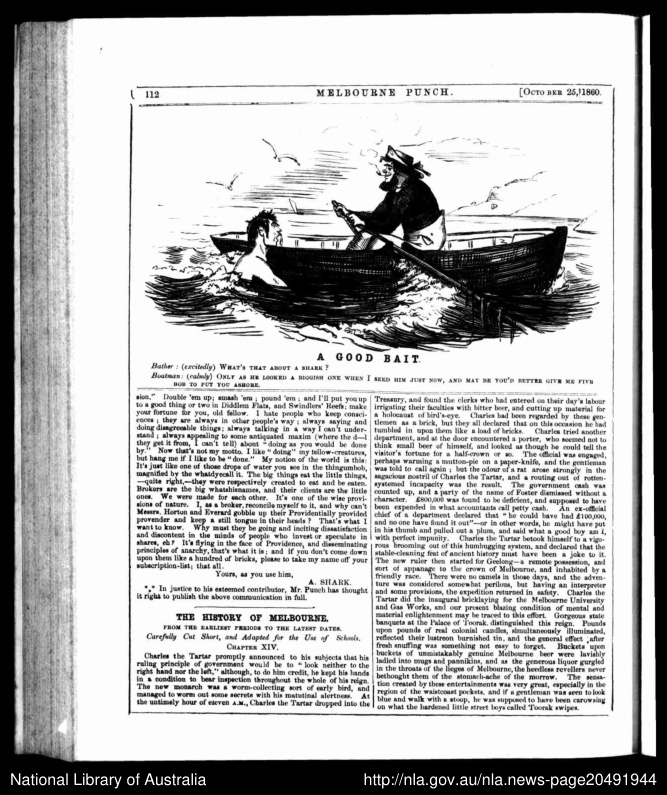 112
MELBOURNE PUNCH.
[OCTOBER 25, 1860.
A GOOD BAIT.
Bather: (excitedly) WHAT'S THAT ABOUT A SHARK?
Boatman: (calmly) ONLY AS HE LOOKED A BIGGISH ONE WHEN I SEED HIM JUST NOW, AND MAY BE YOU'D BETTER GIVE ME FIVE
BOB TO PUT YOU ASHORE.
sion." Double 'em up; smash 'em; pound 'em; and I'll put you up
to a good thing or two in Diddlem Flats, and Swindlers' Reefs; make
your fortune for you, old fellow. I hate people who keep consci-
ences; they are always in other people's way; always saying and
doing disagreeable things; always talking in a way I can't under-
stand; always appealing to some antiquated maxim (where the d—l
they get it from, I can't tell) about "doing as you would be done
by." Now that's not my motto. I like "doing" my fellow-creatures,
but hang me if I like to be "done." My notion of the world is this:
It's just like one of those drops of water you see in the thingumbob,
magnified by the whatdyecall it. The big things eat the little things,
—quite right,—they were respectively created to eat and be eaten.
Brokers are the big whatshisnames, and their clients are the little
ones. We were made for each other. It's one of the wise provi-
sions of nature. I, as a broker, reconcile myself to it, and why can't
Messrs. Horton and Everard gobble up their Providentially provided
provender and keep a still tongue in their heads? That's what I
want to know. Why must they be going and inciting dissatisfaction
and discontent in the minds of people who invest or speculate in
shares, eh? It's flying in the face of Providence, and disseminating
principles of anarchy, that's what it is; and if you don't come down
upon them like a hundred of bricks, please to take my name off your
subscription-list; that all.
Yours, as you use him,
A. SHARK.
*** In justice to his esteemed contributor, Mr. Punch has thought
it right to publish the above communication in full.
THE HISTORY OF MELBOURNE,
FROM THE EARLIEST PERIODS TO THE LATEST DATES.
Carefully Cut Short, and Adapted for the Use of Schools.
CHAPTER XIV.
Charles the Tartar promptly announced to his subjects that his
ruling principle of government would be to "look neither to the
right hand nor the left," although, to do him credit, he kept his hands
in a condition to bear inspection throughout the whole of his reign.
The new monarch was a worm-collecting sort of early bird, and
managed to worm out some secrets with his matutinal alertness. At
the untimely hour of eleven A.M., Charles the Tartar dropped into the
Treasury, and found the clerks who had entered on their day's labour
irrigating their faculties with bitter beer, and cutting up material for
a holocaust of bird's-eye. Charles had been regarded by these gen-
tlemen as a brick, but they all declared that on this occasion he had
tumbled in upon them like a load of bricks. Charles tried another
department, and at the door encountered a porter, who seemed not to
think small beer of himself, and looked as though he could tell the
visitor's fortune for a half-crown or so. The official was engaged,
perhaps warming a mutton-pie on a paper-knife, and the gentleman
was told to call again; but the odour of a rat arose strongly in the
sagacious nostril of Charles the Tartar, and a routing out of rotten-
systemed incapacity was the result. The government cash was
counted up, and a party of the name of Foster dismissed without a
character. £800,000 was found to be deficient, and supposed to have
been expended in what accountants call petty cash. An ex-official
chief of a department declared that "he could have had £100,000,
and no one have found it out"—or in other words, he might have put
in his thumb and pulled out a plum, and said what a good boy am I,
with perfect impunity. Charles the Tartar betook himself to a vigo-
rous brooming out of this humbugging system, and declared that the
stable-cleaning feat of ancient history must have been a joke to it.
The new ruler then started for Geelong—a remote possession, and
sort of appanage to the crown of Melbourne, and inhabited by a
friendly race. There were no camels in those days, and the adven-
ture was considered somewhat perilous, but having an interpreter
and some provisions, the expedition returned in safety. Charles the
Tartar did the inaugural bricklaying for the Melbourne University
and Gas Works, and our present blazing condition of mental and
material enlightenment may be traced to this effort. Gorgeous state
banquets at the Palace of Toorak distinguished this reign. Pounds
upon pounds of real colonial candles, simultaneously illuminated,
reflected their lustreon burnished tin, and the general effect after
fresh snuffing was something not easy to forget. Buckets upon
buckets of unmistakably genuine Melbourne beer were lavishly
ladled into mugs and pannikins, and as the generous liquor gurgled
in the throats of the lieges of Melbourne, the heedless revellers never
bethought them of the stomach-ache of the morrow. The sensa-
tion created by these entertainments was very great, especially in the
region of the waistcoat pockets, and if a gentleman was seen to look
blue and walk with a stoop, he was supposed to have been carousing
on what the hardened little street boys called Toorak swipes.
National Library of Australia
http://nla.gov.au/nla.news-page20491944